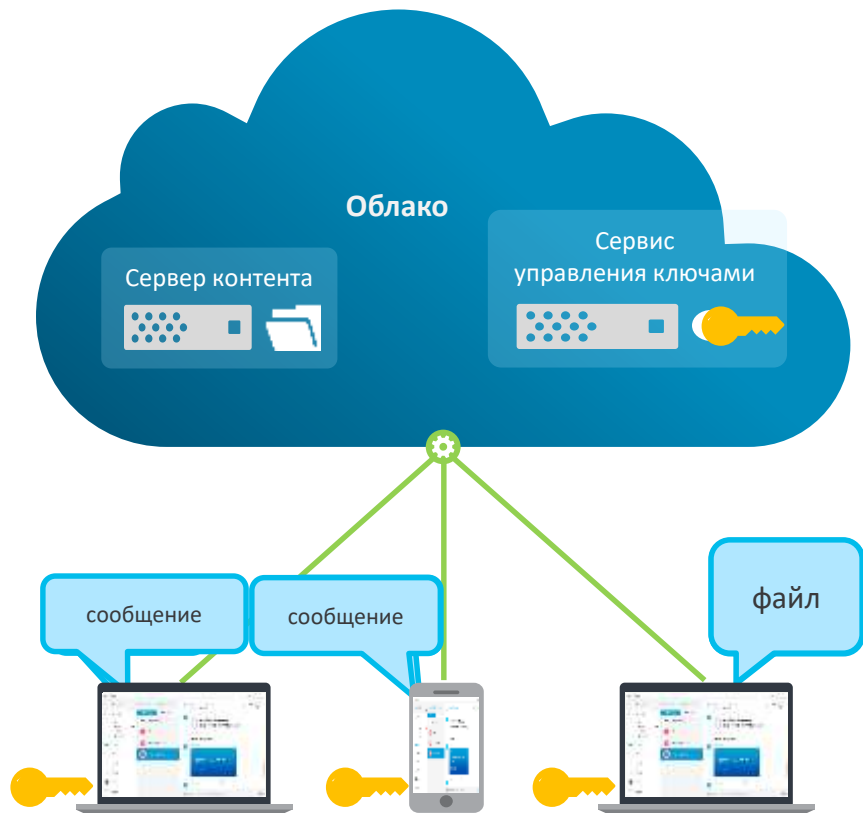 Облако
Сервер контента
Сервис
управления ключами
сообщение
сообщение
файл